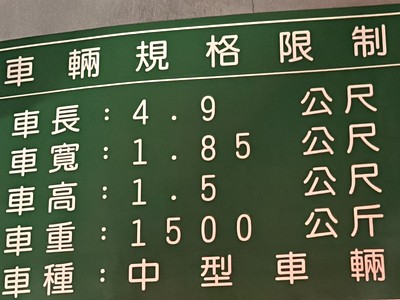 車輛規格限制
車長：4.9 公尺
車寬：1.85 公尺
車高：1.5 公尺
車重：1500 公斤
車種：中型車輛